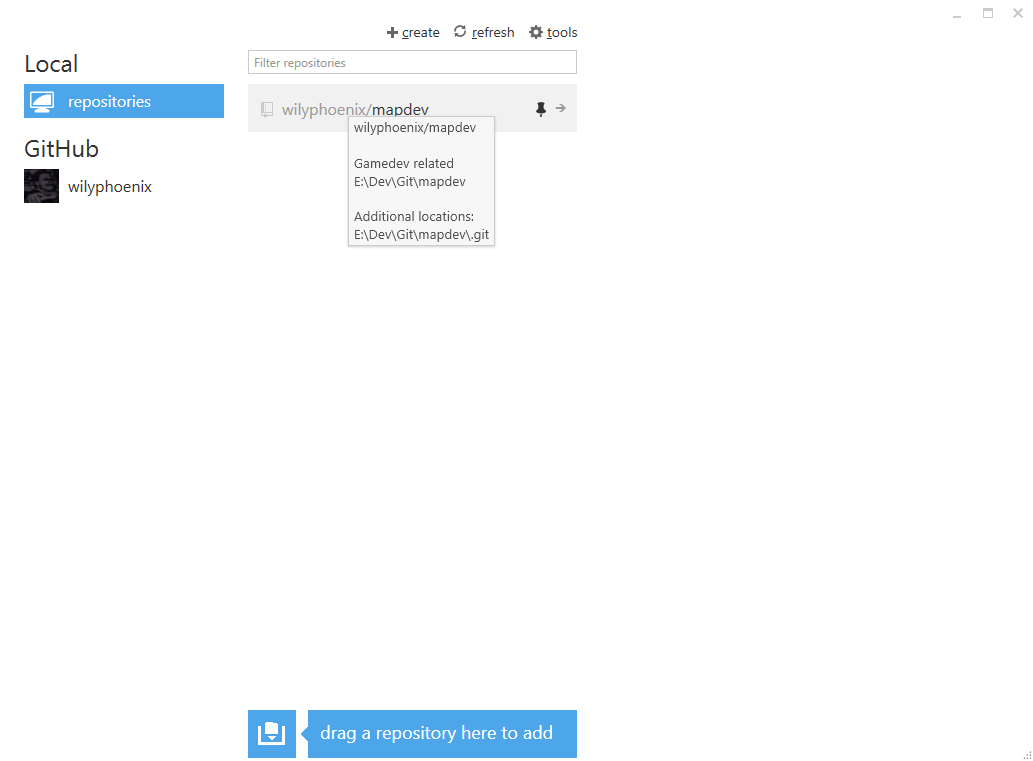 create refresh tools
Local
Filter repositories
repositories
wilyphoenix/mapdev
wilyphoenix/mapdev
Gamedev related
E:\Dev\Git\mapdev
Additional locations:
E:\Dev\Git\mapdev\.git
GitHub
wilyphoenix
drag a repository here to add